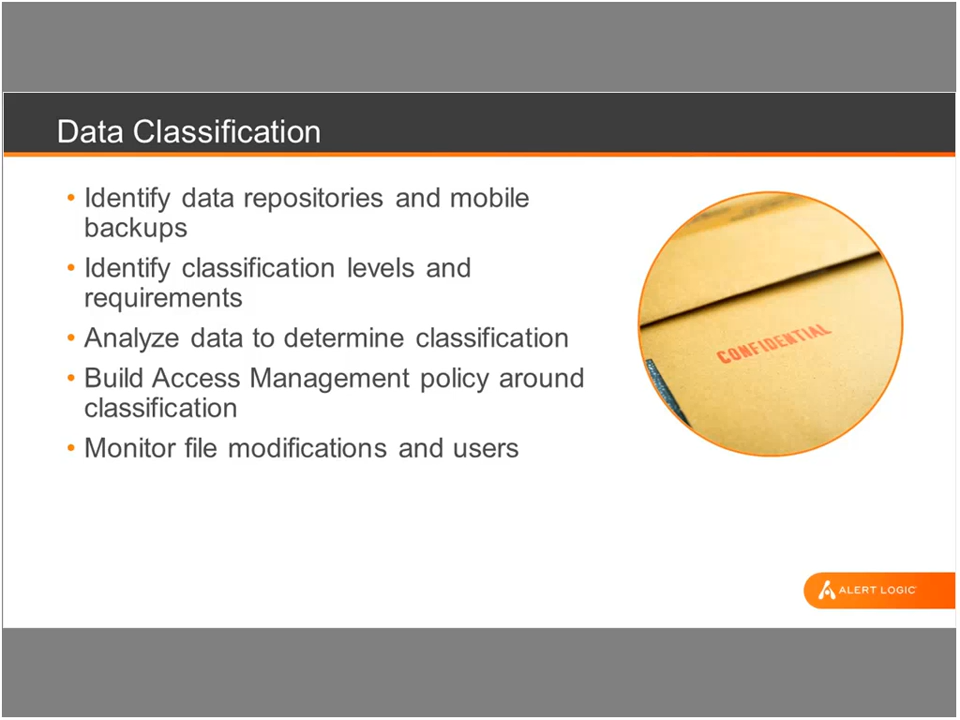 Data Classification
• Identify data repositories and mobile
backups
• Identify classification levels and
requirements
• Analyze data to determine classification
• Build Access Management policy around
classification
• Monitor file modifications and users
CONFIDENTIAL
ALERT LOGIC